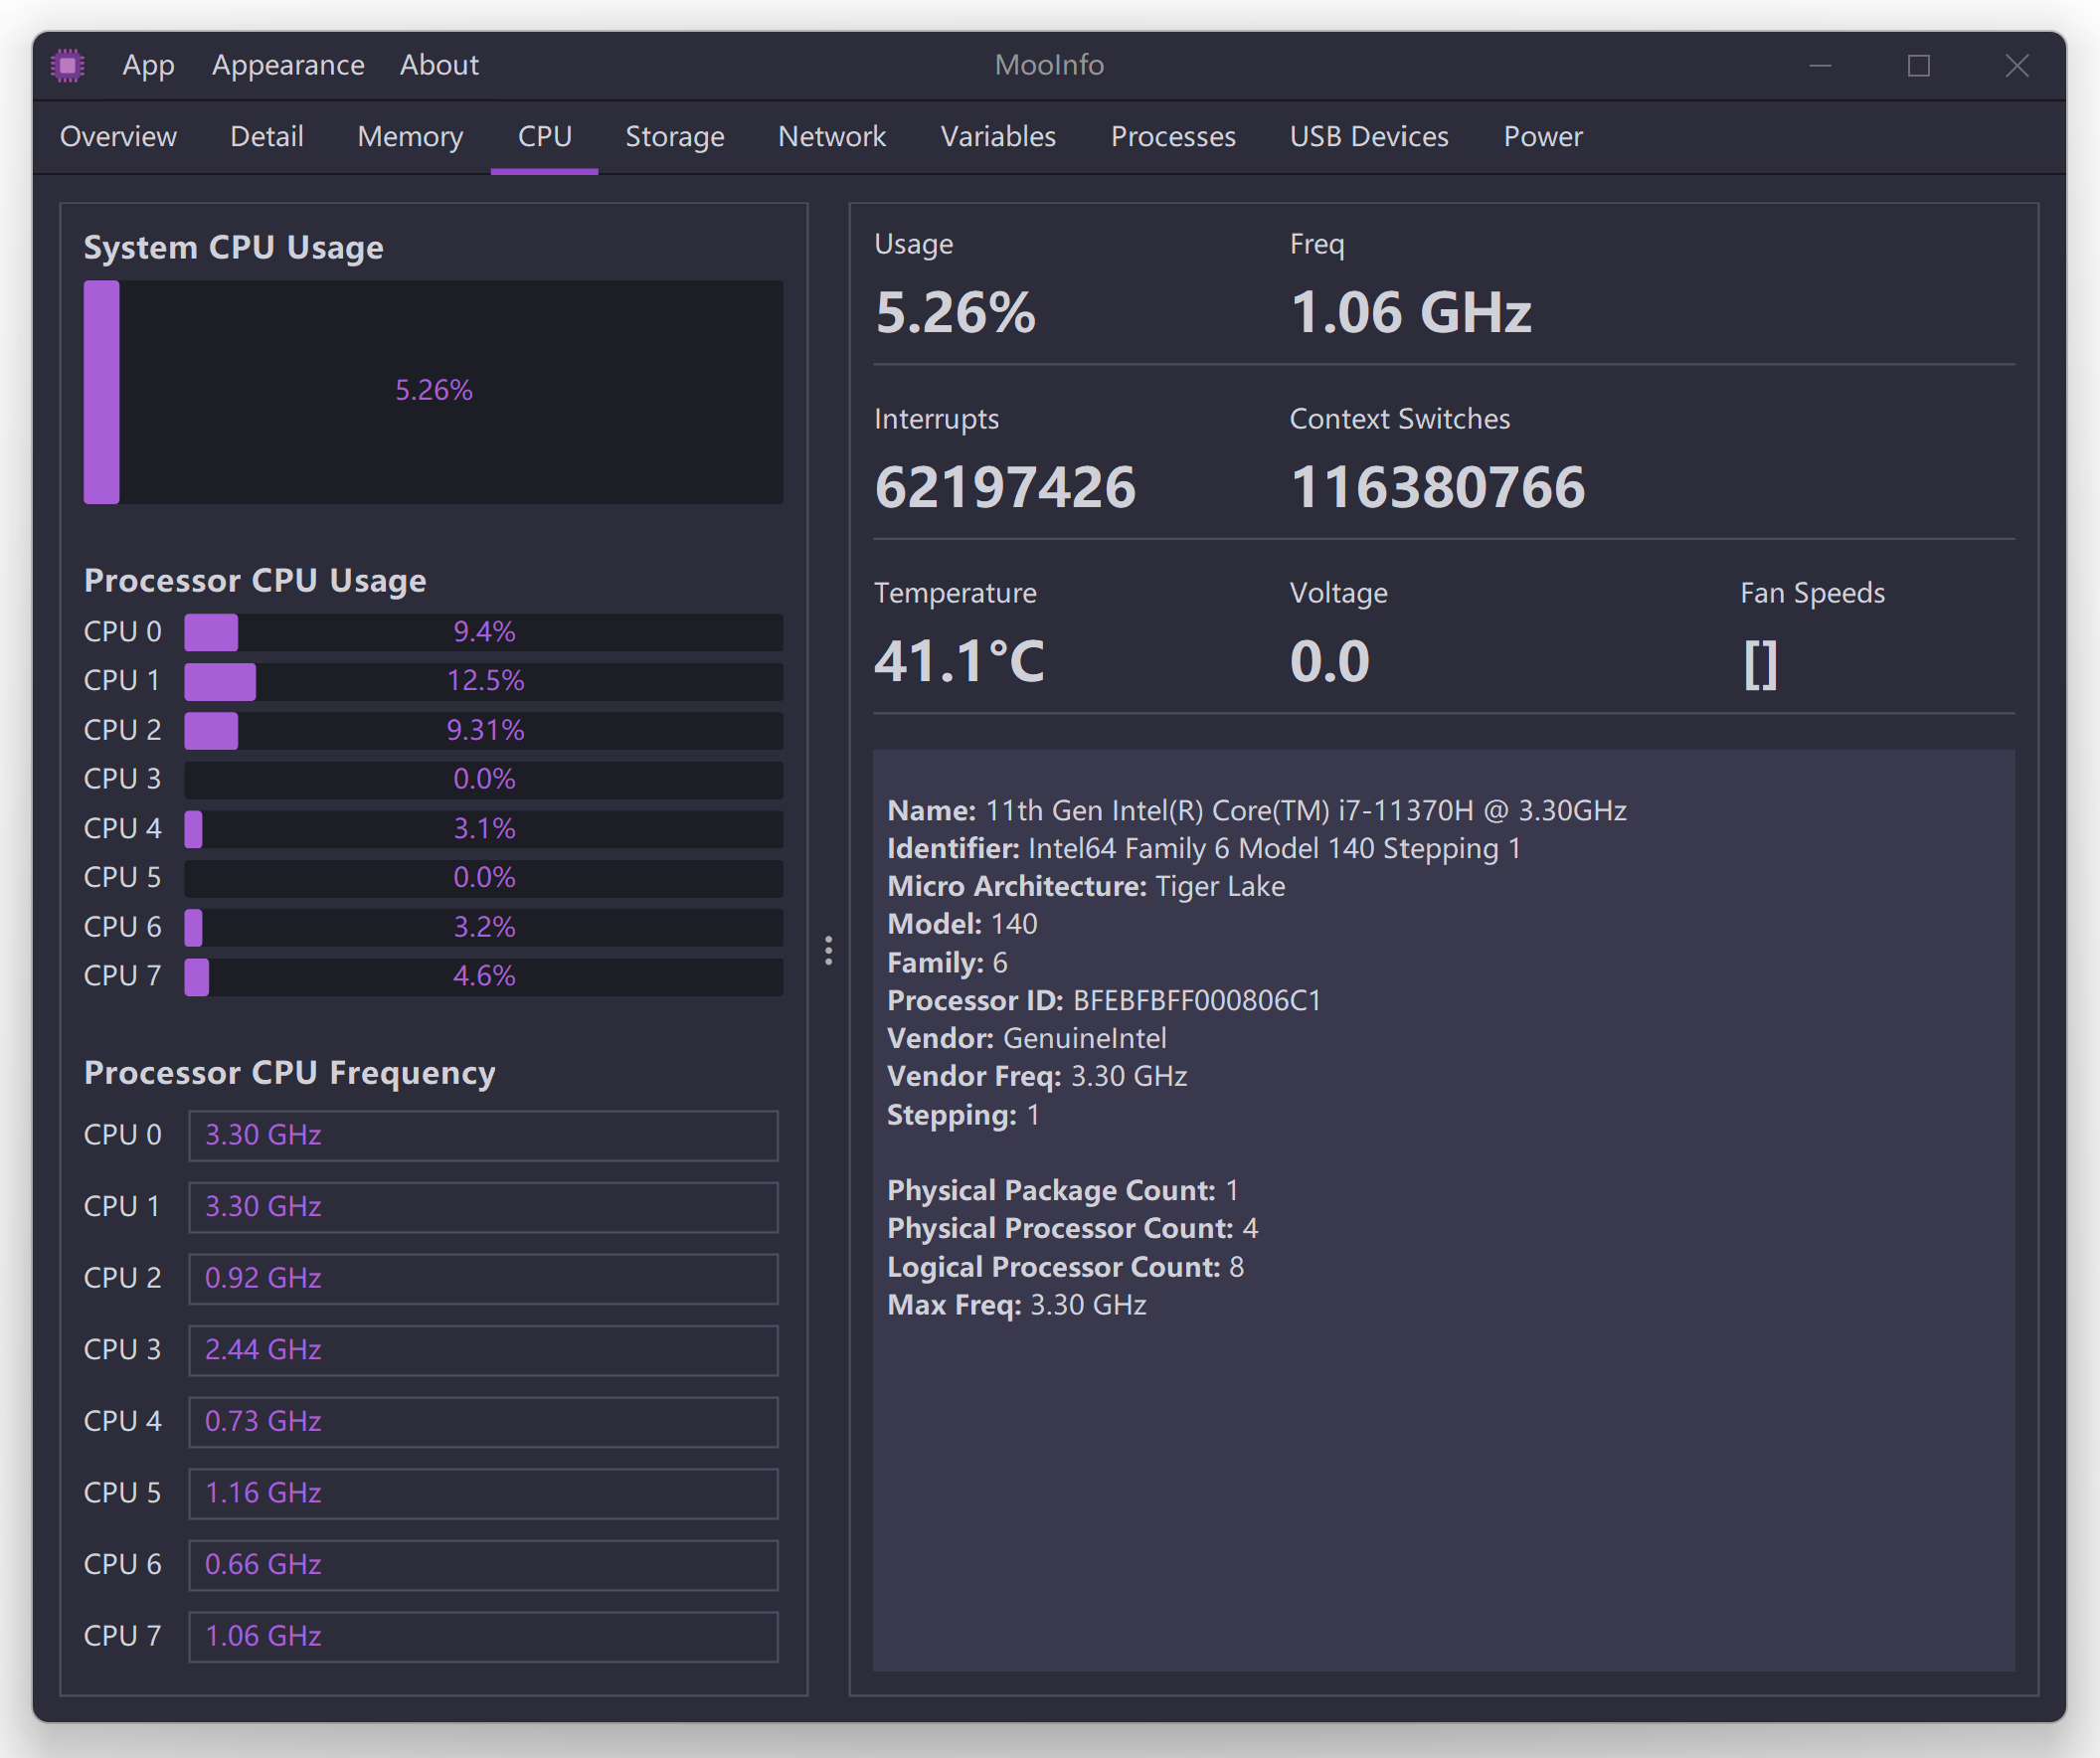 App Appearance About MooInfo
Overview Detail Memory CPU Storage Network Variables Processes USB Devices Power
System CPU Usage
5.26%
Processor CPU Usage
CPU 0 9.4%
CPU 1 12.5%
CPU 2 9.31%
CPU 3 0.0%
CPU 4 3.1%
CPU 5 0.0%
CPU 6 3.2%
CPU 7 4.6%
Processor CPU Frequency
CPU 0 3.30 GHz
CPU 1 3.30 GHz
CPU 2 0.92 GHz
CPU 3 2.44 GHz
CPU 4 0.73 GHz
CPU 5 1.16 GHz
CPU 6 0.66 GHz
CPU 7 1.06 GHz
Usage Freq
5.26% 1.06 GHz
Interrupts Context Switches
62197426 116380766
Temperature Voltage Fan Speeds
41.1°C 0.0 []
Name: 11th Gen Intel(R) Core(TM) i7-11370H @ 3.30GHz
Identifier: Intel64 Family 6 Model 140 Stepping 1
Micro Architecture: Tiger Lake
Model: 140
Family: 6
Processor ID: BFEBFBFF000806C1
Vendor: GenuineIntel
Vendor Freq: 3.30 GHz
Stepping: 1
Physical Package Count: 1
Physical Processor Count: 4
Logical Processor Count: 8
Max Freq: 3.30 GHz